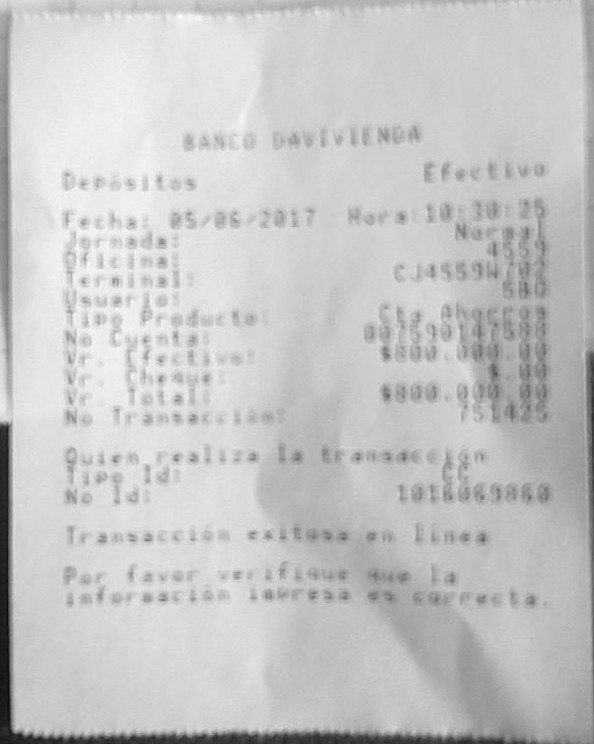 BANCO DAVIVIENDA
Depósitos Efectivo
Fecha: 05/06/2017 Hora:10:30:25
Jornada: Normal
Oficina: 4559
Terminal: CJ4559W702
Usuario: 580
Tipo Producto: Cta Ahorros
No Cuenta: 007590147588
Vr. Efectivo: $800.000.00
Vr. Cheque: $.00
Vr. Total: $800.000.00
No Transacción: 751425
Quien realiza la transacción
Tipo Id: CC
No Id: 1016069860
Transacción exitosa en línea
Por favor verifique que la
información impresa es correcta.